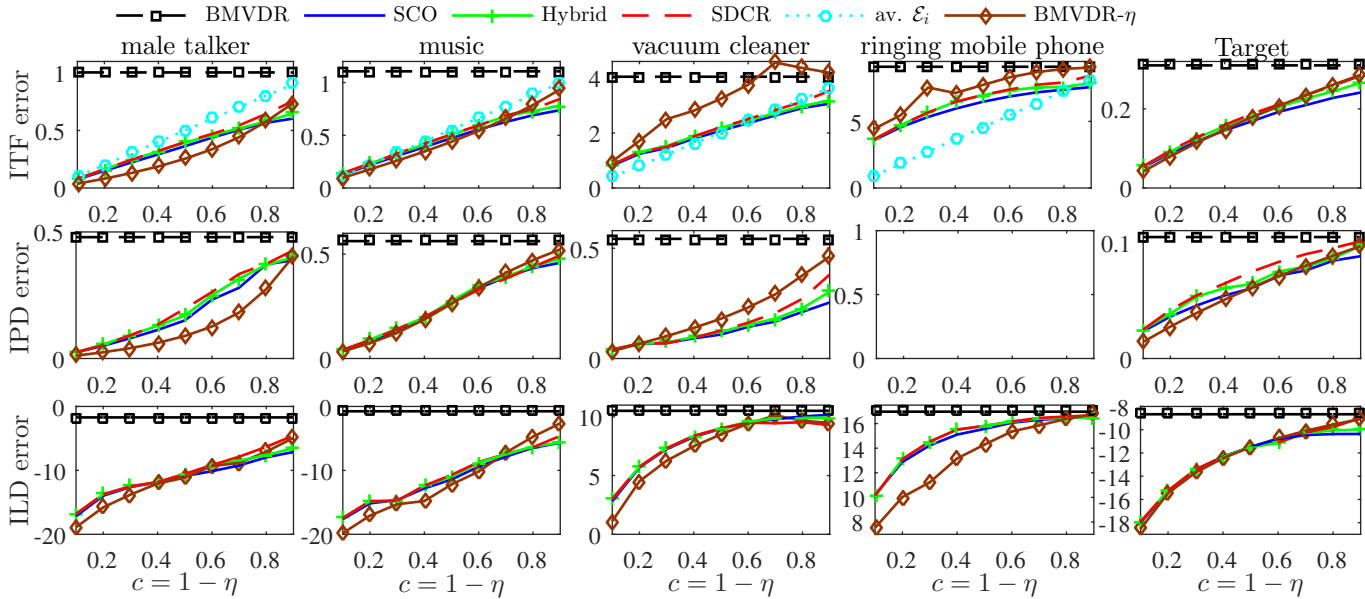 BMVDR SCO Hybrid SDCR av. ℰᵢ BMVDR-η
male talker music vacuum cleaner ringing mobile phone Target
ITF error
1 0.5 0
1 0.5 0
4 2 0
5 0
0.2 0
0.2 0.4 0.6 0.8
0.2 0.4 0.6 0.8
0.2 0.4 0.6 0.8
0.2 0.4 0.6 0.8
0.2 0.4 0.6 0.8
IPD error
0.5 0
0.5 0
0.5 0
1 0.5 0
0.1 0
0.2 0.4 0.6 0.8
0.2 0.4 0.6 0.8
0.2 0.4 0.6 0.8
0.2 0.4 0.6 0.8
0.2 0.4 0.6 0.8
ILD error
0 -10 -20
0 -10 -20
10 5 0
16 14 12 10 8
-8 -10 -12 -14 -16 -18
0.2 0.4 0.6 0.8
0.2 0.4 0.6 0.8
0.2 0.4 0.6 0.8
0.2 0.4 0.6 0.8
0.2 0.4 0.6 0.8
c = 1 − η c = 1 − η c = 1 − η c = 1 − η c = 1 − η